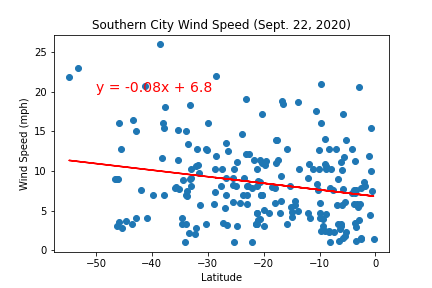 Southern City Wind Speed (Sept. 22, 2020)
25
20
15
10
5
0
Wind Speed (mph)
y = -0.08x + 6.8
−50 −40 −30 −20 −10 0
Latitude